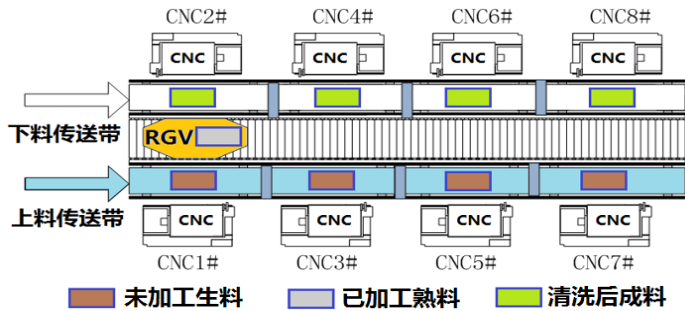 CNC2# CNC4# CNC6# CNC8#
CNC CNC CNC CNC
下料传送带
RGV
上料传送带
CNC CNC CNC CNC
CNC1# CNC3# CNC5# CNC7#
未加工生料 已加工熟料 清洗后成料